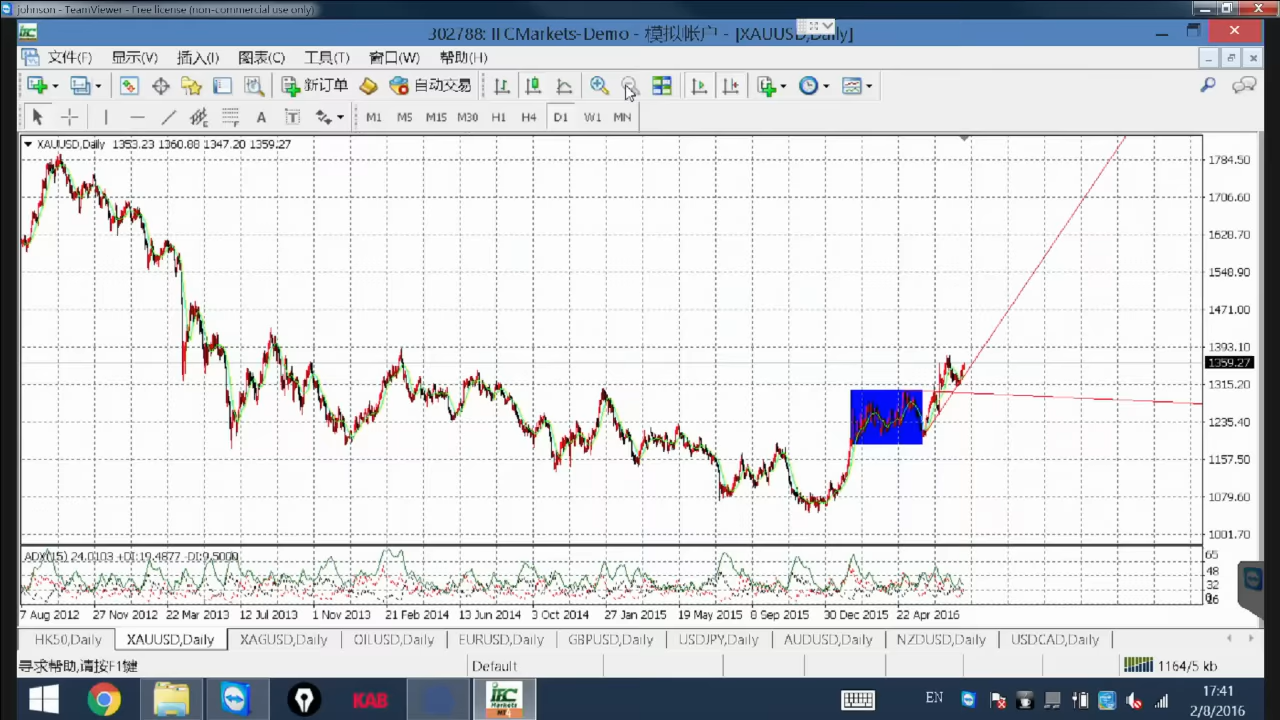 johnson - TeamViewer - Free license (non-commercial use only)
302788: IFCMarkets-Demo - 模拟帐户 - [XAUUSD,Daily]
文件(F) 显示(V) 插入(I) 图表(C) 工具(T) 窗口(W) 帮助(H)
新订单 自动交易
A T M1 M5 M15 M30 H1 H4 D1 W1 MN
XAUUSD,Daily 1353.23 1360.88 1347.20 1359.27
1784.50
1706.60
1628.70
1548.90
1471.00
1393.10
1359.27
1315.20
1235.40
1157.50
1079.60
1001.70
ADX(15) 24.0103 +DI:19.4877 -DI:9.5000
65
48
32
7 Aug 2012 27 Nov 2012 22 Mar 2013 12 Jul 2013 1 Nov 2013 21 Feb 2014 13 Jun 2014 3 Oct 2014 27 Jan 2015 19 May 2015 8 Sep 2015 30 Dec 2015 22 Apr 2016
HK50,Daily XAUUSD,Daily XAGUSD,Daily OILUSD,Daily EURUSD,Daily GBPUSD,Daily USDJPY,Daily AUDUSD,Daily NZDUSD,Daily USDCAD,Daily
寻求帮助,请按F1键 Default 1164/5 kb
KAB IFC Markets EN 17:41
2/8/2016